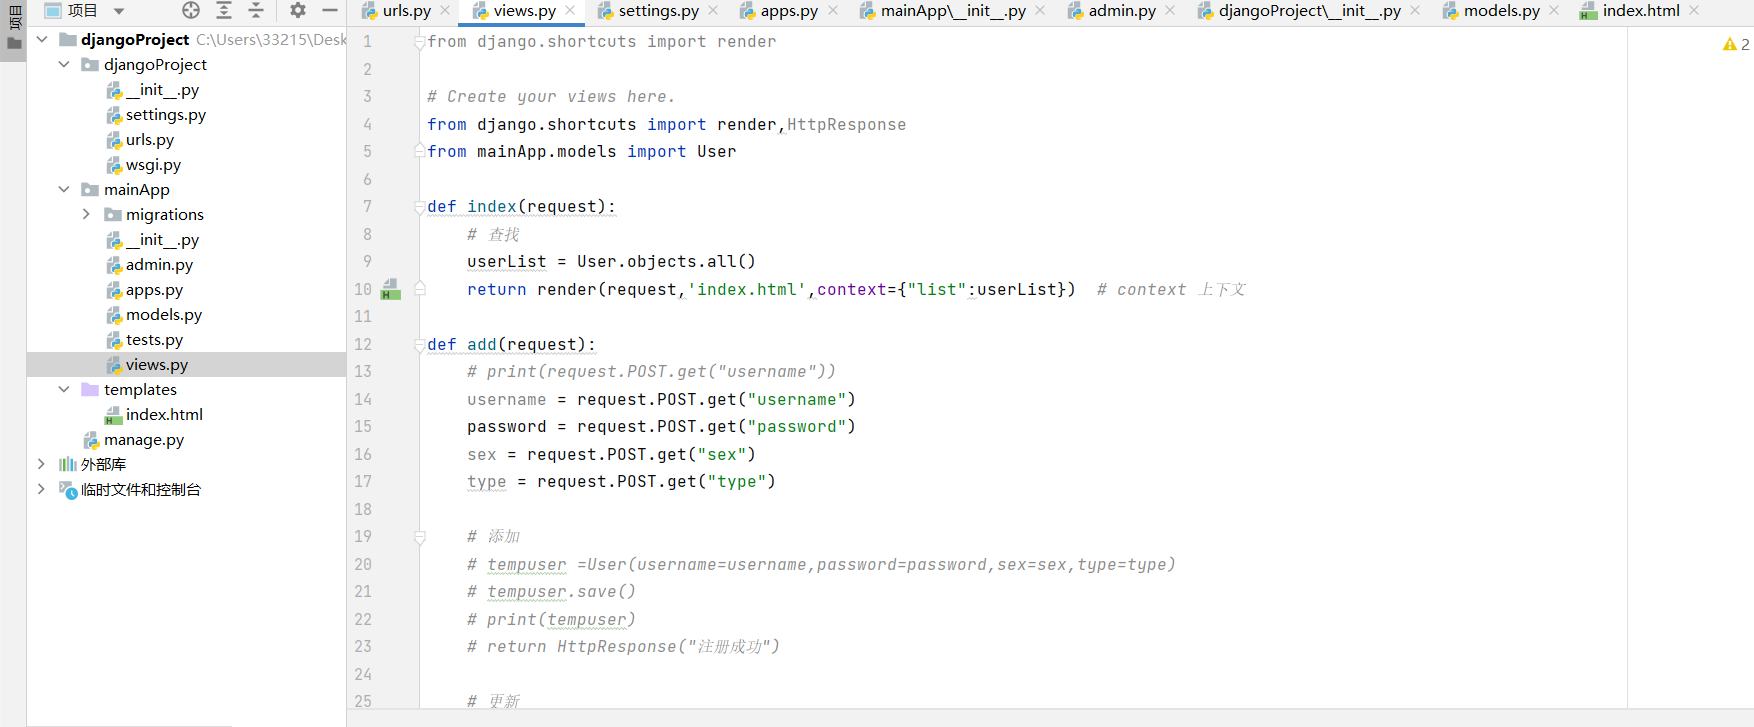 项目
项目
urls.py
views.py
settings.py
apps.py
mainApp\__init__.py
admin.py
djangoProject\__init__.py
models.py
index.html
djangoProject C:\Users\33215\Desk
djangoProject
__init__.py
settings.py
urls.py
wsgi.py
mainApp
migrations
__init__.py
admin.py
apps.py
models.py
tests.py
views.py
templates
index.html
manage.py
外部库
临时文件和控制台
2
1 from django.shortcuts import render
2
3 # Create your views here.
4 from django.shortcuts import render,HttpResponse
5 from mainApp.models import User
6
7 def index(request):
8 # 查找
9 userList = User.objects.all()
10 return render(request,'index.html',context={"list":userList}) # context 上下文
11
12 def add(request):
13 # print(request.POST.get("username"))
14 username = request.POST.get("username")
15 password = request.POST.get("password")
16 sex = request.POST.get("sex")
17 type = request.POST.get("type")
18
19 # 添加
20 # tempuser =User(username=username,password=password,sex=sex,type=type)
21 # tempuser.save()
22 # print(tempuser)
23 # return HttpResponse("注册成功")
24
25 # 更新